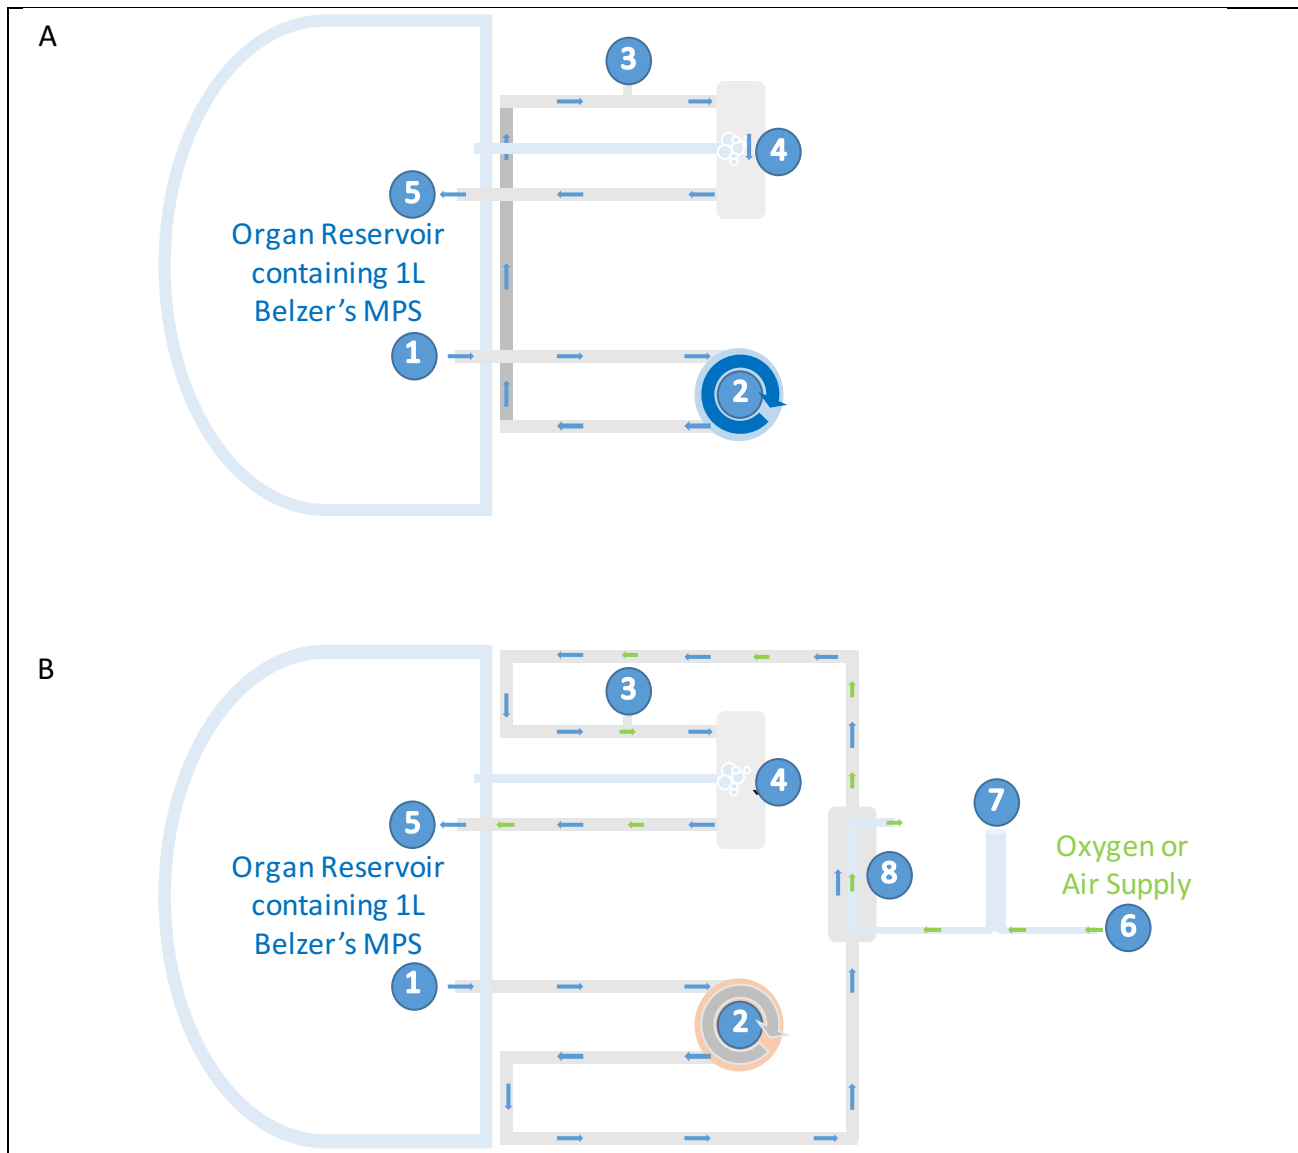 A
3
4
5
Organ Reservoir
containing 1L
Belzer's MPS
1
2
B
3
4
7
5
Oxygen or
Air Supply
Organ Reservoir
containing 1L
Belzer's MPS
8
6
1
2